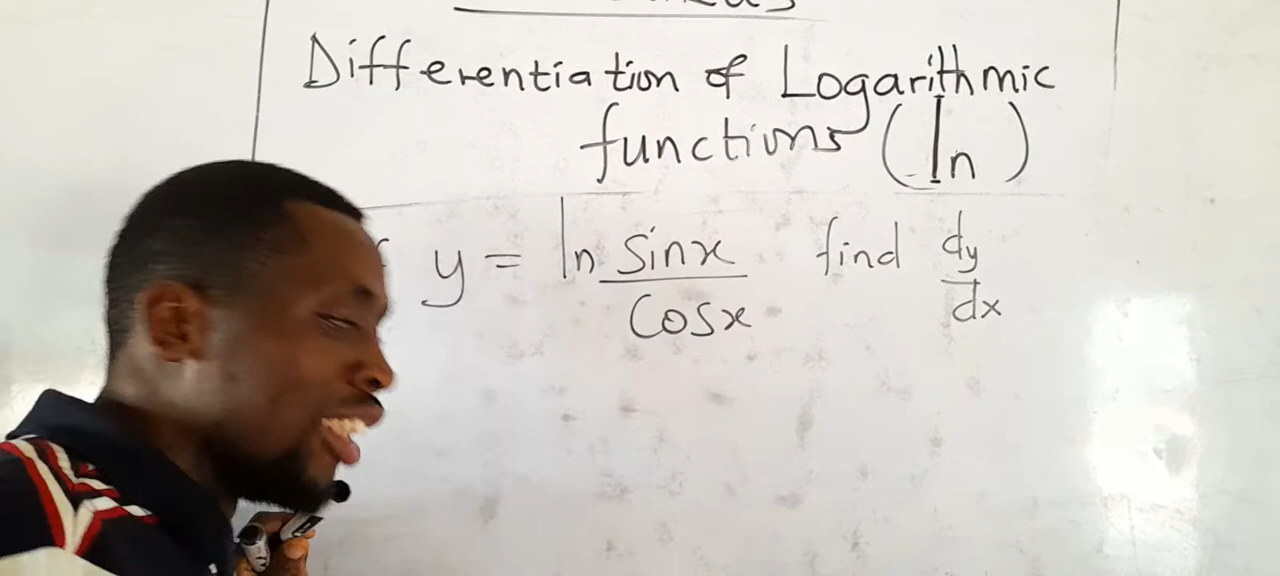 Differentiation of Logarithmic
functions (ln)
y = ln sinx / cosx find dy/dx